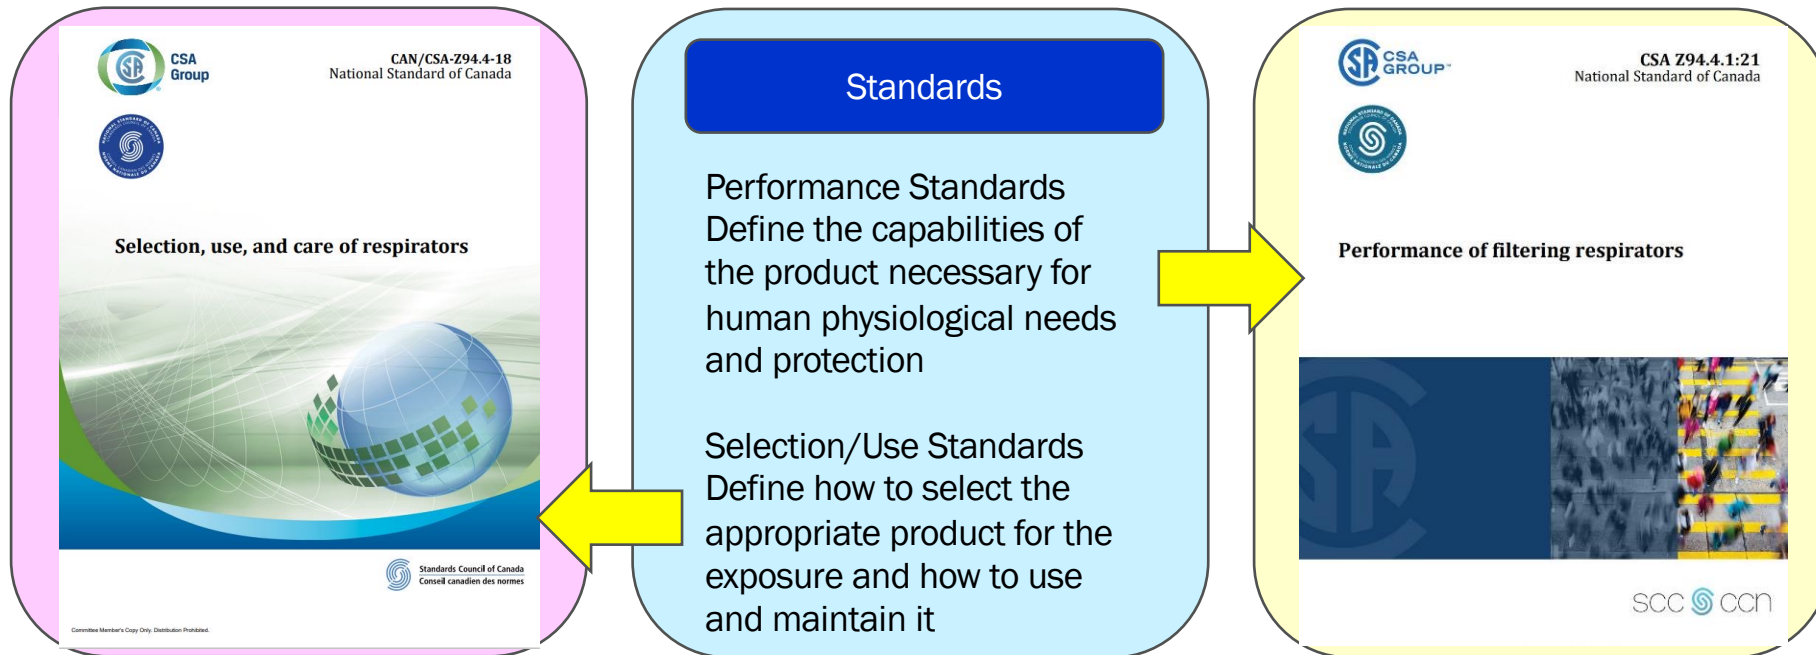 CSA
Group
CAN/CSA-Z94.4-18
National Standard of Canada
Selection, use, and care of respirators
Standards Council of Canada
Conseil canadien des normes
Committee Member's Copy Only. Distribution Prohibited.
Standards
Performance Standards
Define the capabilities of
the product necessary for
human physiological needs
and protection
Selection/Use Standards
Define how to select the
appropriate product for the
exposure and how to use
and maintain it
CSA
GROUP™
CSA Z94.4.1:21
National Standard of Canada
Performance of filtering respirators
scc ccn